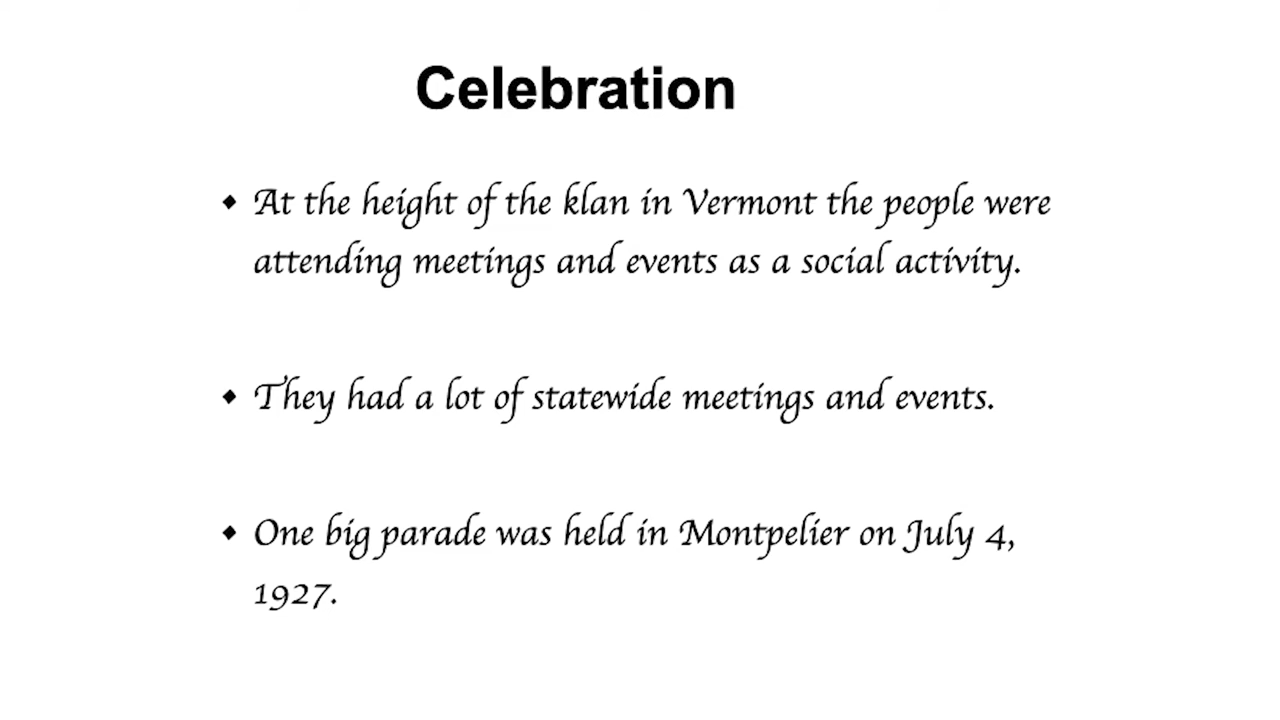 Celebration
At the height of the klan in Vermont the people were
attending meetings and events as a social activity.
They had a lot of statewide meetings and events.
One big parade was held in Montpelier on July 4,
1927.